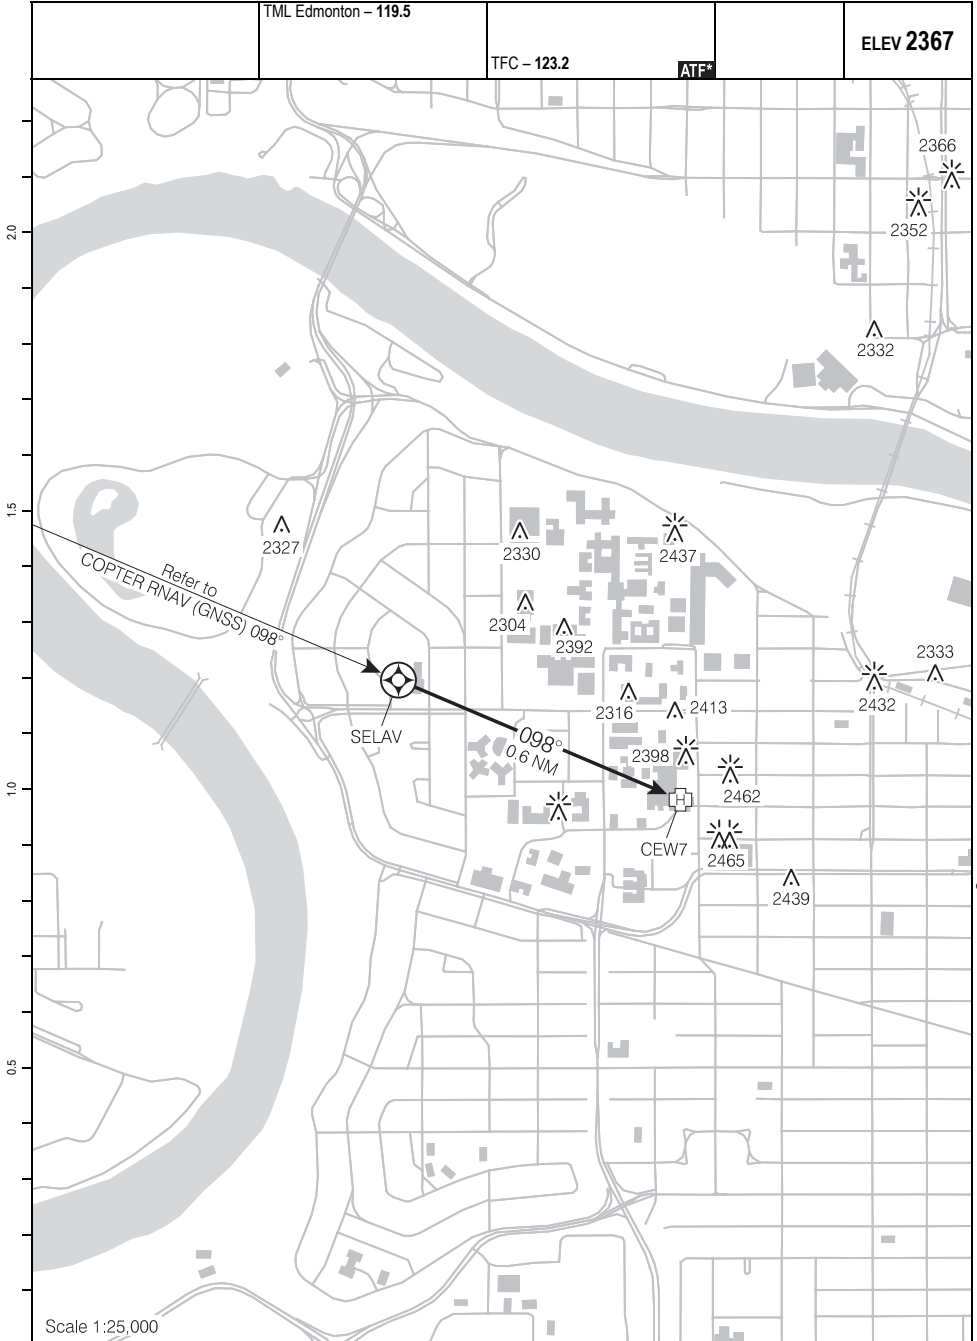 TML Edmonton – 119.5
ELEV 2367
TFC – 123.2
ATF*
2366
2352
2.0
2332
1.5
2327
2330
2437
Refer to
COPTER RNAV (GNSS) 098°
2304
2392
2333
2316
2413
2432
SELAV
098°
0.6 NM
2398
2462
1.0
H
CEW7
2465
2439
0.5
Scale 1:25,000